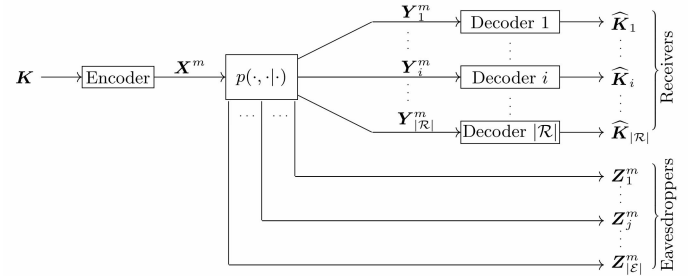 K Encoder X^m p(·,·|·)
Y_1^m Decoder 1 K̂_1
⋮ ⋮ ⋮
Y_i^m Decoder i K̂_i
⋮ ⋮ ⋮
Y_{|R|}^m Decoder |R| K̂_{|R|}
Receivers
··· ···
Z_1^m
⋮
Z_j^m
⋮
Z_{|E|}^m
Eavesdroppers